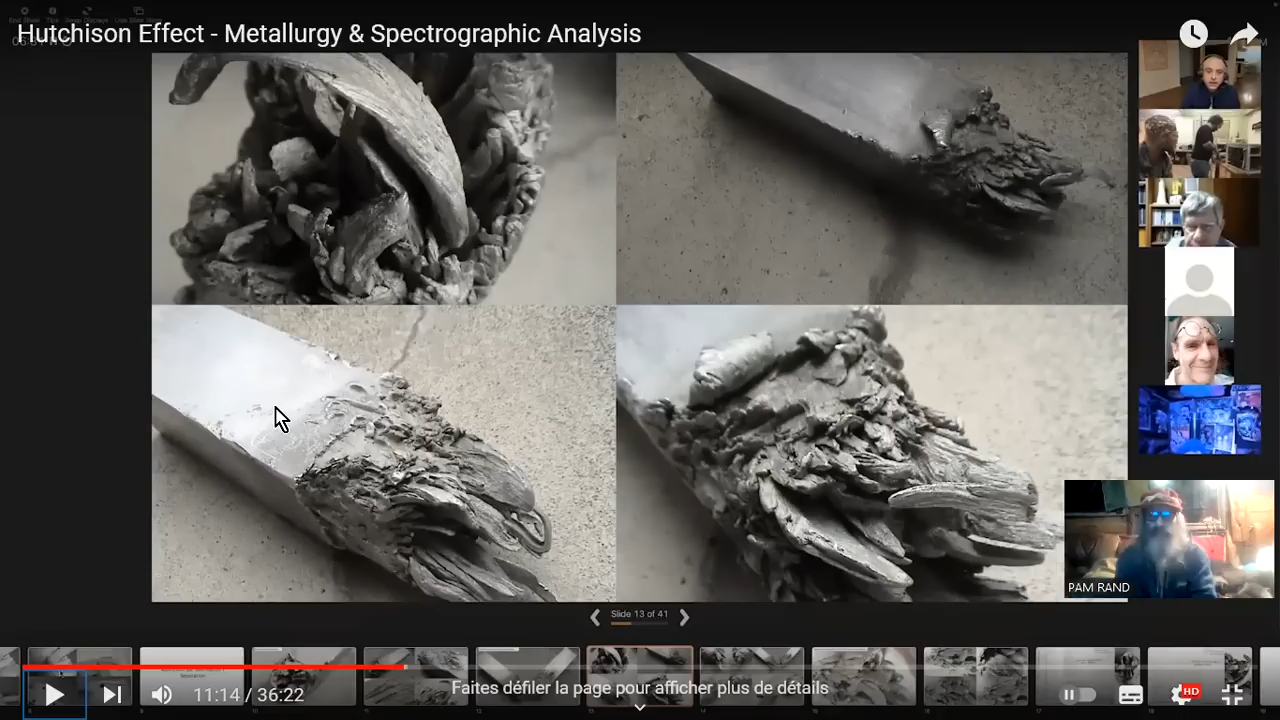 Hutchison Effect - Metallurgy & Spectrographic Analysis
Slide 13 of 41
PAM RAND
11:14 / 36:22
Faites défiler la page pour afficher plus de détails
HD